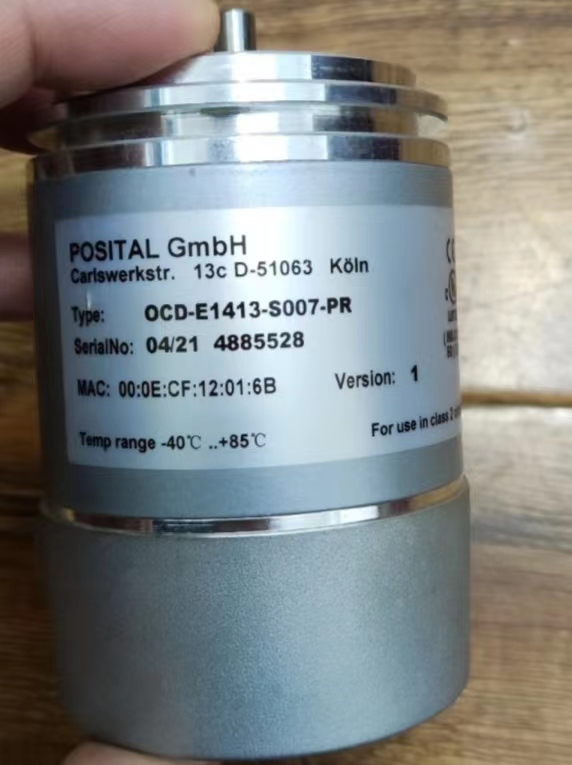 POSITAL GmbH
Carlswerkstr. 13c D-51063 Köln
Type: OCD-E1413-S007-PR
SerialNo: 04/21 4885528
MAC: 00:0E:CF:12:01:6B Version: 1
Temp range -40℃ ..+85℃ For use in class 2